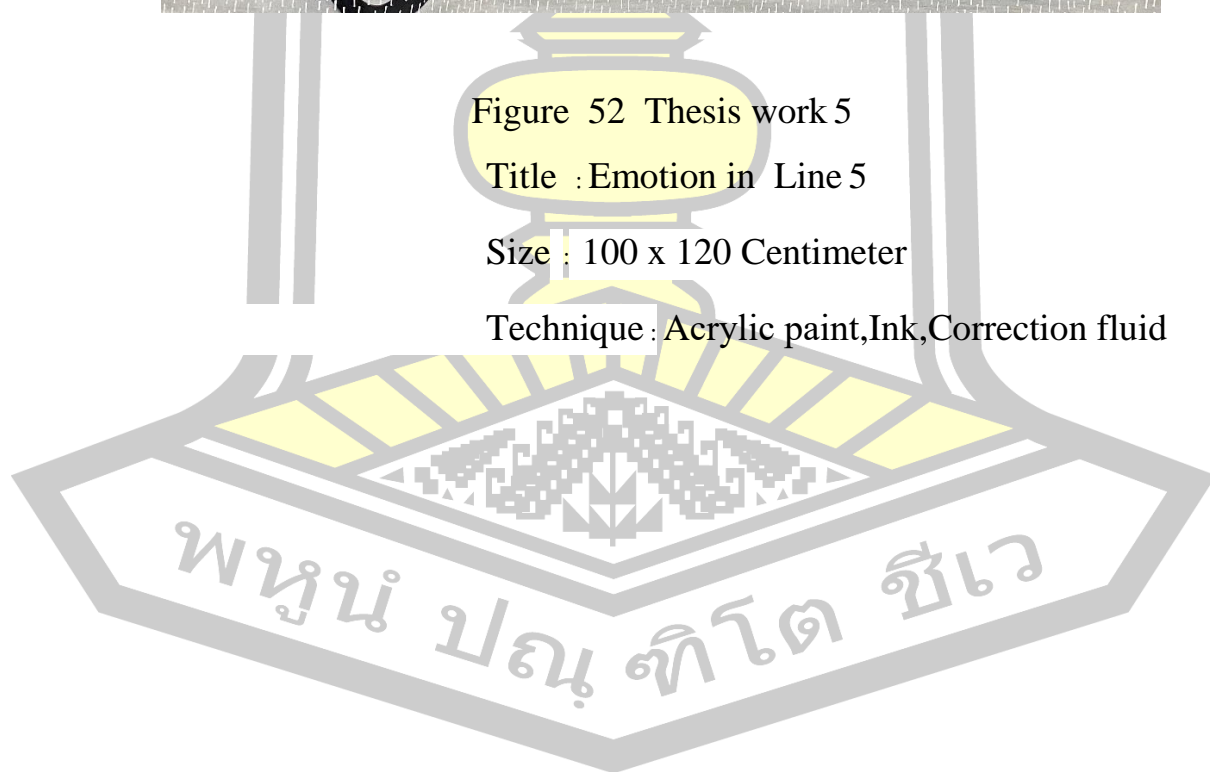 Figure 52 Thesis work 5
Title : Emotion in Line 5
Size : 100 x 120 Centimeter
Technique : Acrylic paint,Ink,Correction fluid
พหูนํ ปณฺฑิโต ชีเว